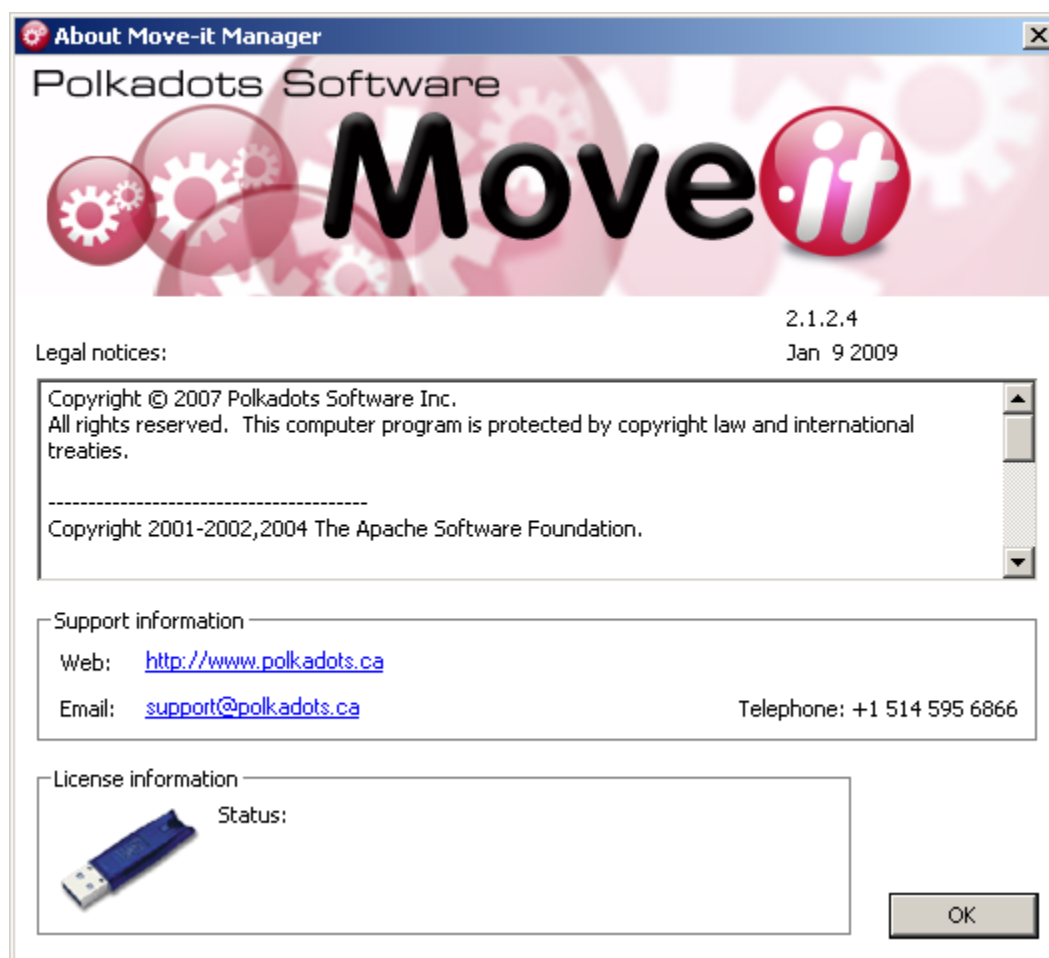 About Move-it Manager
Polkadots Software
Move·it
2.1.2.4
Legal notices:
Jan  9 2009
Copyright © 2007 Polkadots Software Inc.
All rights reserved.  This computer program is protected by copyright law and international
treaties.
----------------------------------------
Copyright 2001-2002,2004 The Apache Software Foundation.
Support information
Web: http://www.polkadots.ca
Email: support@polkadots.ca Telephone: +1 514 595 6866
License information
Status:
OK